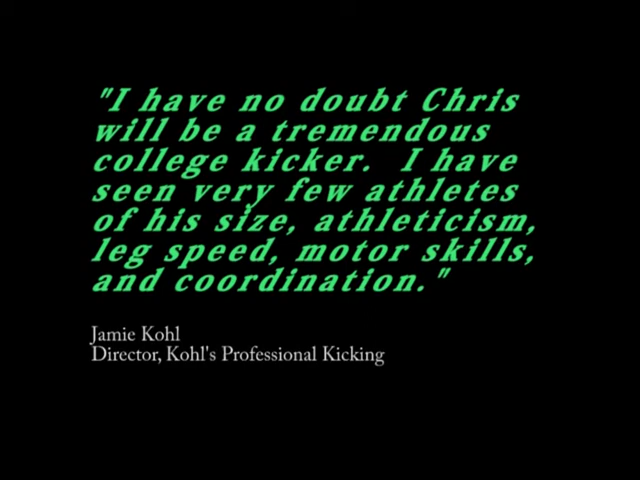 "I have no doubt Chris
will be a tremendous
college kicker.  I have
seen very few athletes
of his size, athleticism,
leg speed, motor skills,
and coordination."
Jamie Kohl
Director, Kohl's Professional Kicking